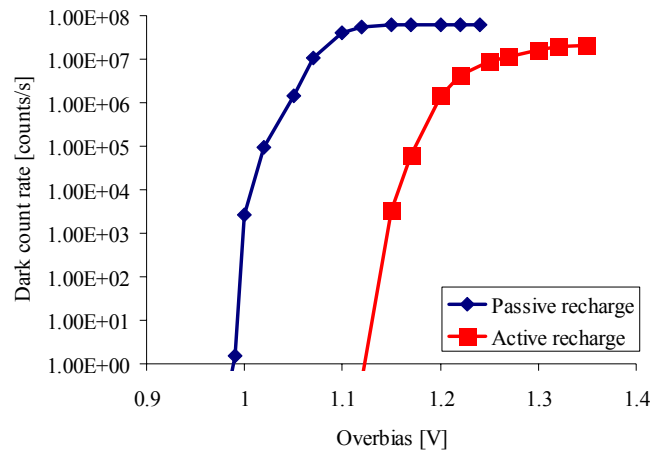 1.00E+08
1.00E+07
1.00E+06
1.00E+05
1.00E+04
1.00E+03
1.00E+02
1.00E+01
1.00E+00
Dark count rate [counts/s]
Passive recharge
Active recharge
0.9 1 1.1 1.2 1.3 1.4
Overbias [V]